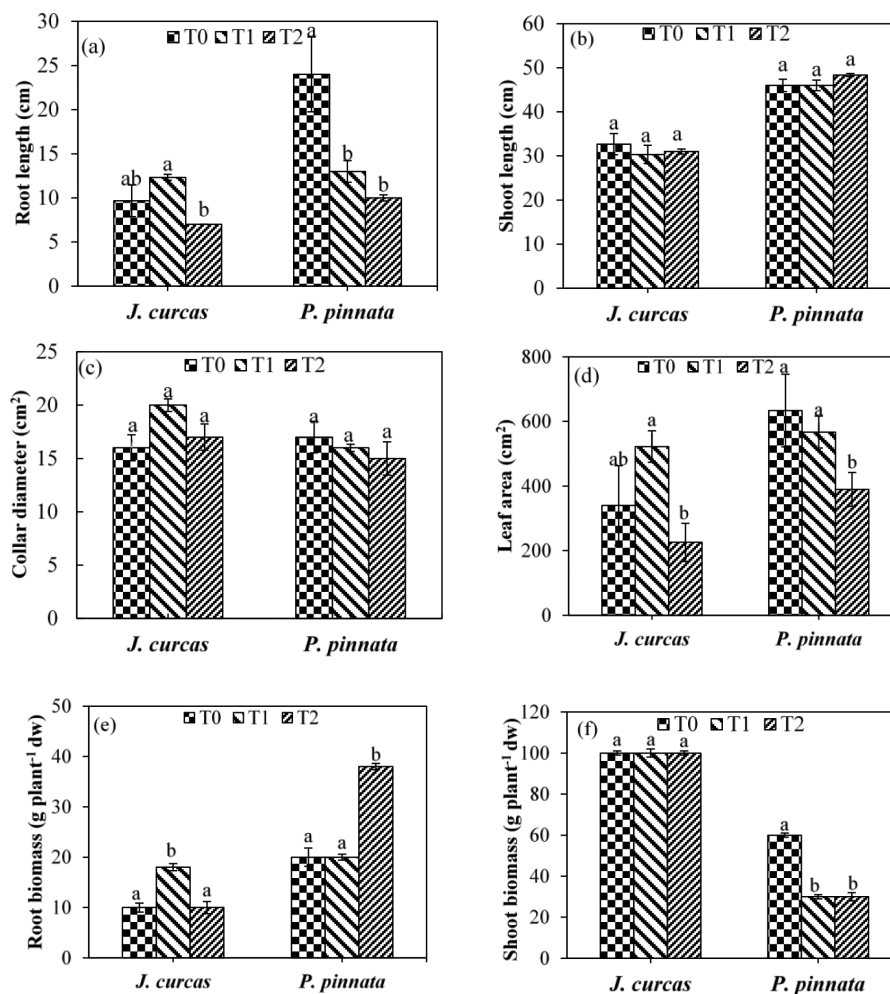 (a)
T0 T1 T2
30
25
20
15
10
5
0
Root length (cm)
ab
a
b
a
b
b
J. curcas
P. pinnata
(b)
T0 T1 T2
60
50
40
30
20
10
0
Shoot length (cm)
a
a
a
a
a
a
J. curcas
P. pinnata
(c)
T0 T1 T2
25
20
15
10
5
0
Collar diameter (cm²)
a
a
a
a
a
a
J. curcas
P. pinnata
(d)
T0 T1 T2
800
600
400
200
0
Leaf area (cm²)
ab
a
b
a
a
b
J. curcas
P. pinnata
(e)
T0 T1 T2
50
40
30
20
10
0
Root biomass (g plant⁻¹ dw)
a
b
a
a
a
b
J. curcas
P. pinnata
(f)
T0 T1 T2
120
100
80
60
40
20
0
Shoot biomass (g plant⁻¹ dw)
a
a
a
a
b
b
J. curcas
P. pinnata